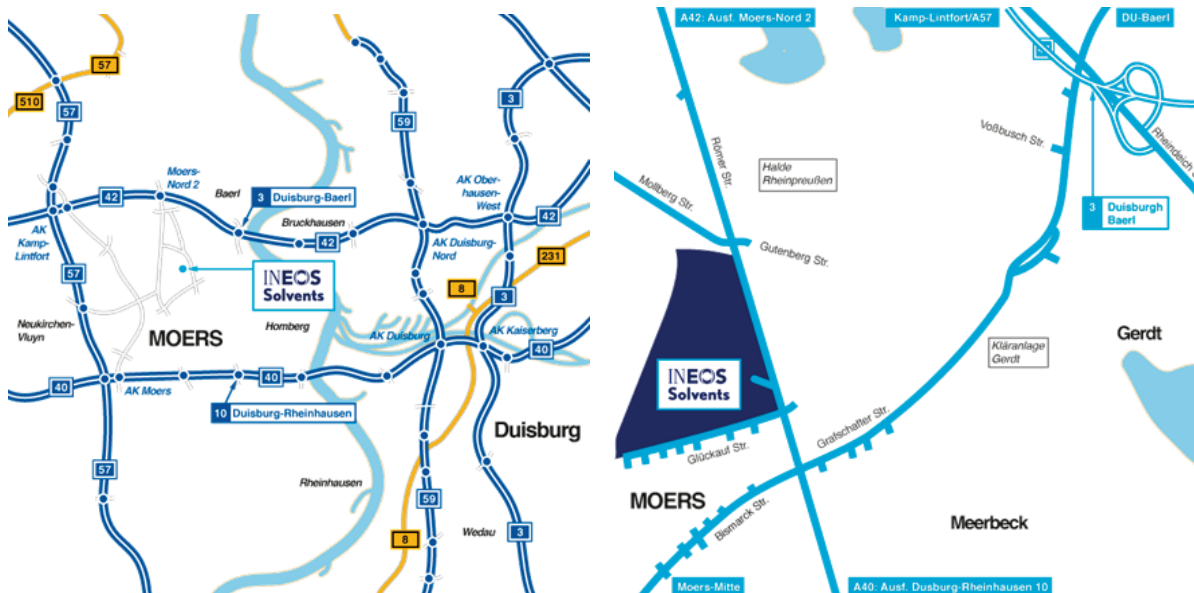 57
510
57
59
3
Moers-
Nord 2
Baerl
3 Duisburg-Baerl
AK Ober-
hausen-
West
42
Bruckhausen
42
42
AK
Kamp-
Lintfort
AK Duisburg-
Nord
231
57
INEOS
Solvents
8
3
Neukirchen-
Vluyn
MOERS
Homberg
AK Duisburg
AK Kaiserberg
40
40
AK Moers
40
10 Duisburg-Rheinhausen
Duisburg
57
Rheinhausen
59
Wedau
3
8
A42: Ausf. Moers-Nord 2
Kamp-Lintfort/A57
DU-Baerl
Voßbusch Str.
Römer Str.
Halde
Rheinpreußen
Mollberg Str.
3 Duisburgh
Baerl
Gutenberg Str.
Gerdt
Kläranlage
Gerdt
INEOS
Solvents
Grafschafter Str.
Glückauf Str.
MOERS
Bismarck Str.
Meerbeck
Moers-Mitte
A40: Ausf. Dusburg-Rheinhausen 10